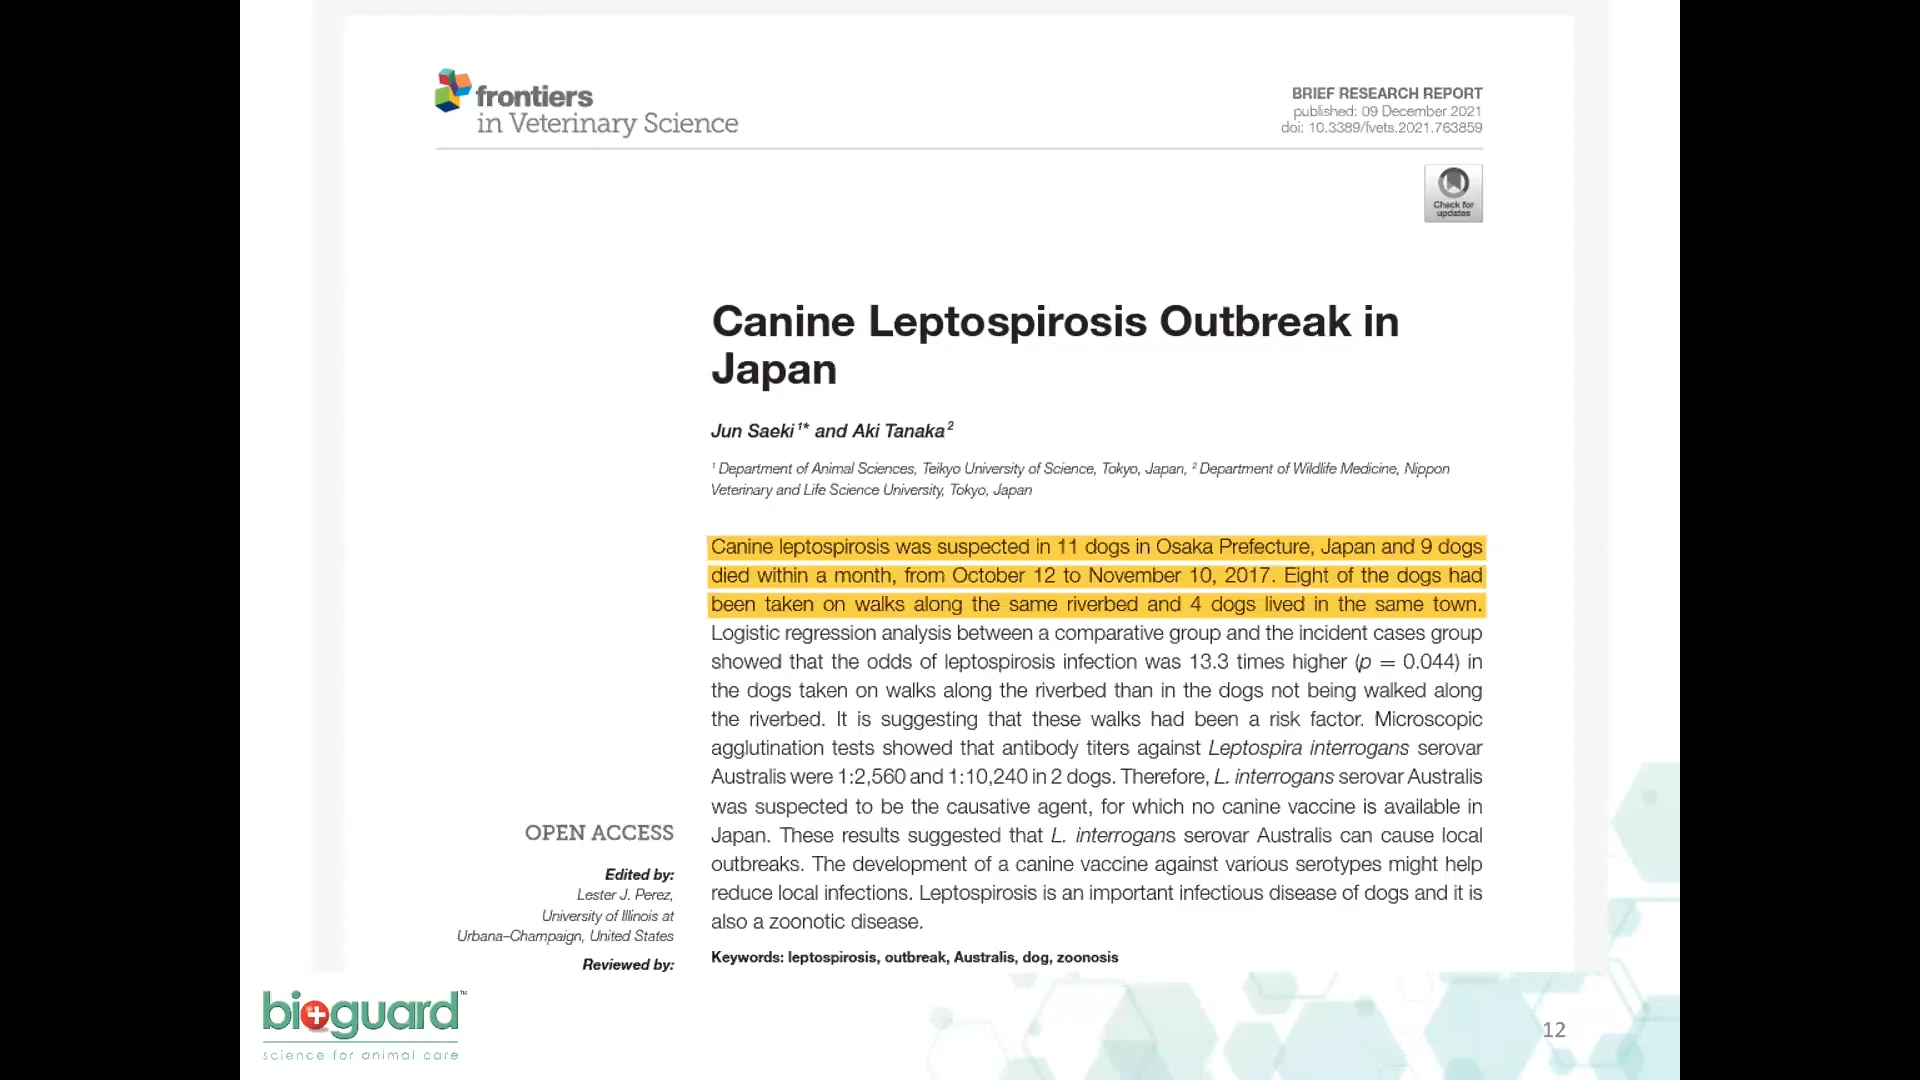 frontiers
in Veterinary Science
BRIEF RESEARCH REPORT
published: 09 December 2021
doi: 10.3389/fvets.2021.763859
Check for
updates
Canine Leptospirosis Outbreak in
Japan
Jun Saeki 1* and Aki Tanaka 2
1 Department of Animal Sciences, Teikyo University of Science, Tokyo, Japan, 2 Department of Wildlife Medicine, Nippon
Veterinary and Life Science University, Tokyo, Japan
Canine leptospirosis was suspected in 11 dogs in Osaka Prefecture, Japan and 9 dogs
died within a month, from October 12 to November 10, 2017. Eight of the dogs had
been taken on walks along the same riverbed and 4 dogs lived in the same town.
Logistic regression analysis between a comparative group and the incident cases group
showed that the odds of leptospirosis infection was 13.3 times higher (p = 0.044) in
the dogs taken on walks along the riverbed than in the dogs not being walked along
the riverbed. It is suggesting that these walks had been a risk factor. Microscopic
agglutination tests showed that antibody titers against Leptospira interrogans serovar
Australis were 1:2,560 and 1:10,240 in 2 dogs. Therefore, L. interrogans serovar Australis
was suspected to be the causative agent, for which no canine vaccine is available in
Japan. These results suggested that L. interrogans serovar Australis can cause local
outbreaks. The development of a canine vaccine against various serotypes might help
reduce local infections. Leptospirosis is an important infectious disease of dogs and it is
also a zoonotic disease.
Keywords: leptospirosis, outbreak, Australis, dog, zoonosis
OPEN ACCESS
Edited by:
Lester J. Perez,
University of Illinois at
Urbana–Champaign, United States
Reviewed by:
bioguard™
science for animal care
12